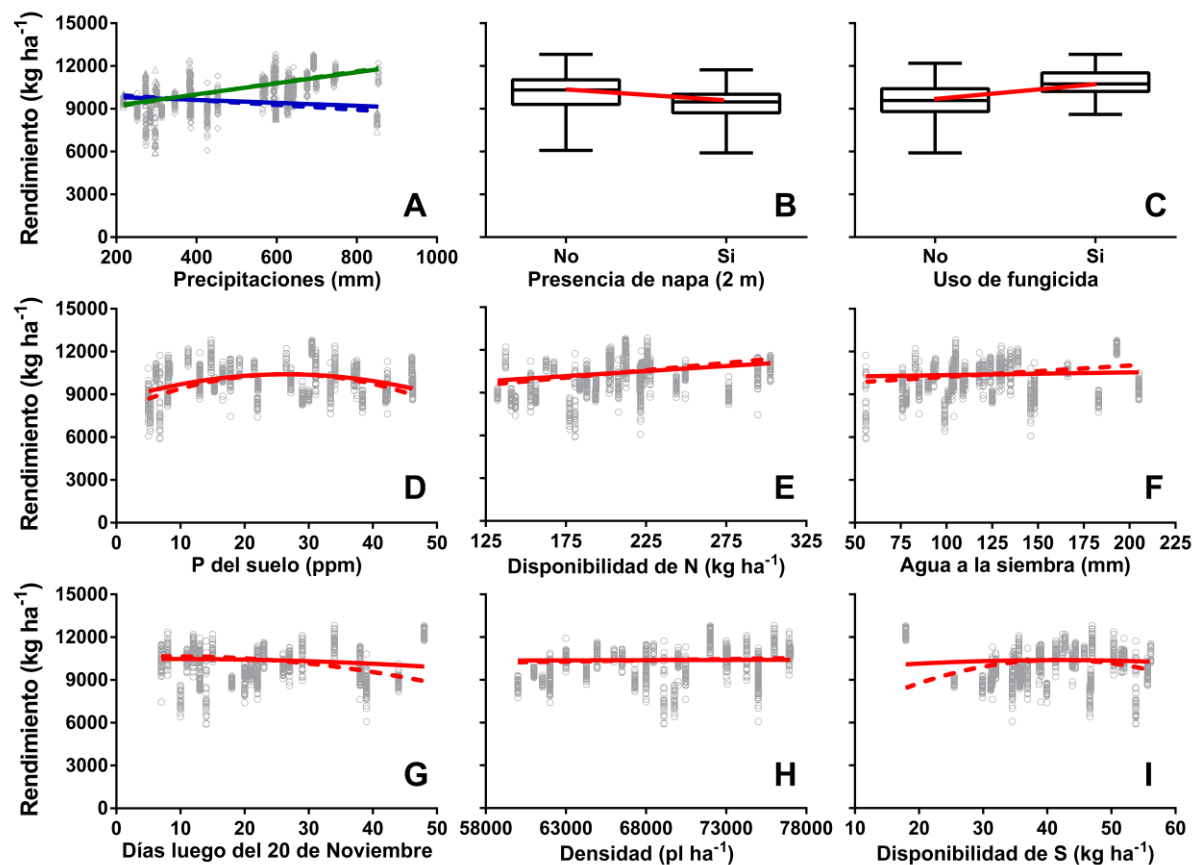 Rendimiento (kg ha⁻¹)
15000
12000
9000
6000
3000
0
A
200 400 600 800 1000
Precipitaciones (mm)
B
No Si
Presencia de napa (2 m)
C
No Si
Uso de fungicida
Rendimiento (kg ha⁻¹)
15000
12000
9000
6000
3000
0
D
0 10 20 30 40 50
P del suelo (ppm)
E
125 175 225 275 325
Disponibilidad de N (kg ha⁻¹)
F
50 75 100 125 150 175 200 225
Agua a la siembra (mm)
Rendimiento (kg ha⁻¹)
15000
12000
9000
6000
3000
0
G
0 10 20 30 40 50
Días luego del 20 de Noviembre
H
58000 63000 68000 73000 78000
Densidad (pl ha⁻¹)
I
10 20 30 40 50 60
Disponibilidad de S (kg ha⁻¹)